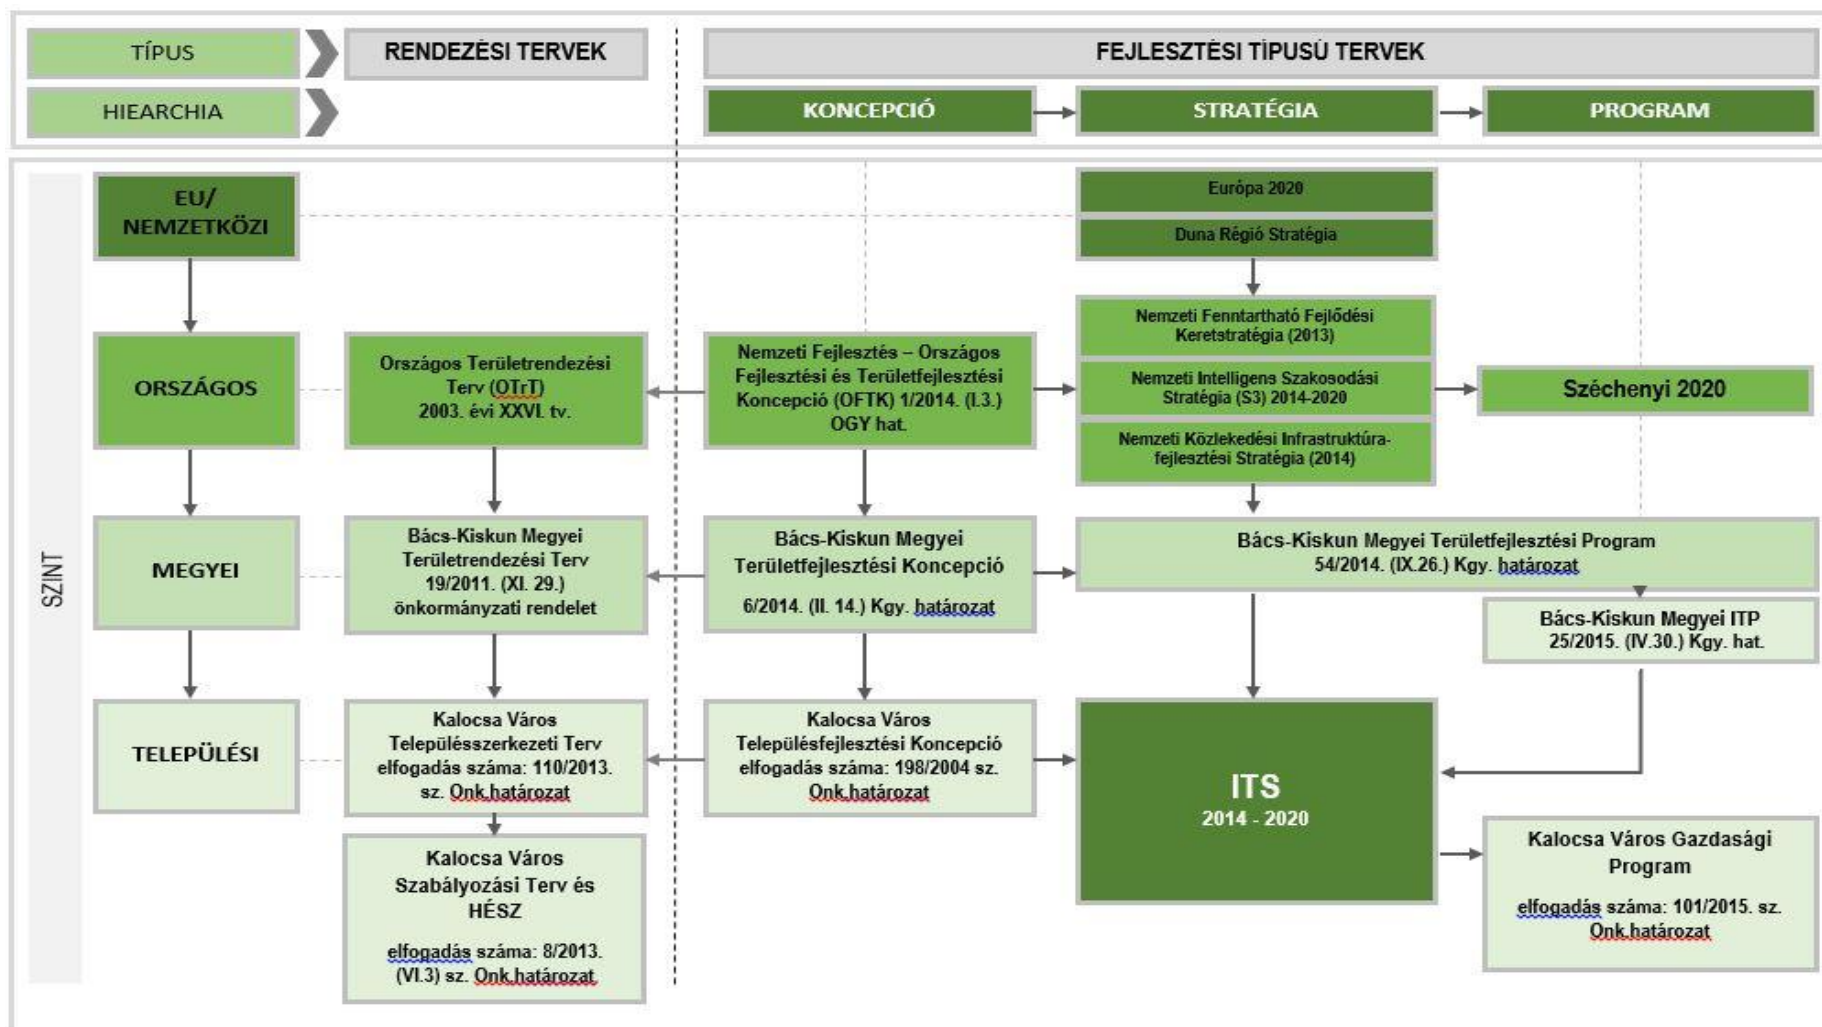 TÍPUS
RENDEZÉSI TERVEK
FEJLESZTÉSI TÍPUSÚ TERVEK
HIEARCHIA
KONCEPCIÓ
STRATÉGIA
PROGRAM
SZINT
EU/
NEMZETKÖZI
Európa 2020
Duna Régió Stratégia
ORSZÁGOS
Országos Területrendezési
Terv (OTrT)
2003. évi XXVI. tv.
Nemzeti Fejlesztés – Országos
Fejlesztési és Területfejlesztési
Koncepció (OFTK) 1/2014. (I.3.)
OGY hat.
Nemzeti Fenntartható Fejlődési
Keretstratégia (2013)
Nemzeti Intelligens Szakosodási
Stratégia (S3) 2014-2020
Nemzeti Közlekedési Infrastruktúra-
fejlesztési Stratégia (2014)
Széchenyi 2020
MEGYEI
Bács-Kiskun Megyei
Területrendezési Terv
19/2011. (XI. 29.)
önkormányzati rendelet
Bács-Kiskun Megyei
Területfejlesztési Koncepció
6/2014. (II. 14.) Kgy. határozat
Bács-Kiskun Megyei Területfejlesztési Program
54/2014. (IX.26.) Kgy. határozat
Bács-Kiskun Megyei ITP
25/2015. (IV.30.) Kgy. hat.
TELEPÜLÉSI
Kalocsa Város
Településszerkezeti Terv
elfogadás száma: 110/2013.
sz. Onk.határozat
Kalocsa Város
Településfejlesztési Koncepció
elfogadás száma: 198/2004 sz.
Onk.határozat
ITS
2014 - 2020
Kalocsa Város
Szabályozási Terv és
HÉSZ
elfogadás száma: 8/2013.
(VI.3) sz. Onk.határozat
Kalocsa Város Gazdasági
Program
elfogadás száma: 101/2015. sz.
Onk.határozat